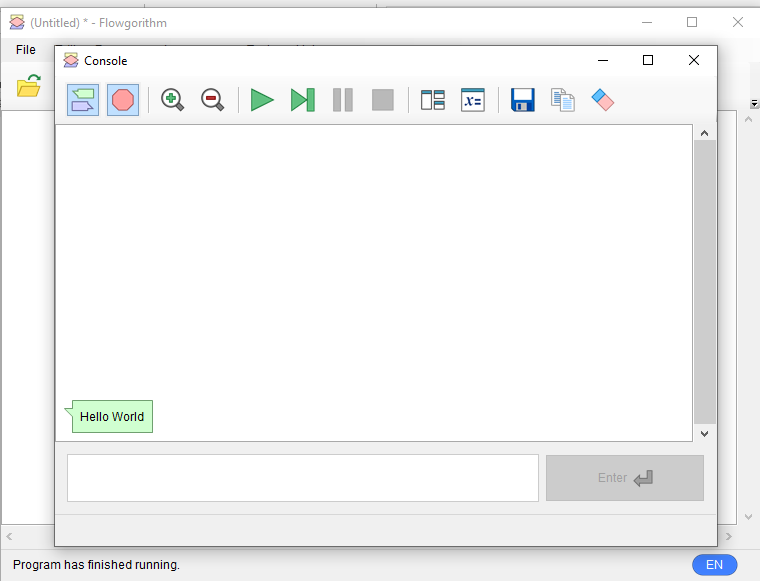 (Untitled) * - Flowgorithm
File
Console
x=
Hello World
Enter
Program has finished running.
EN